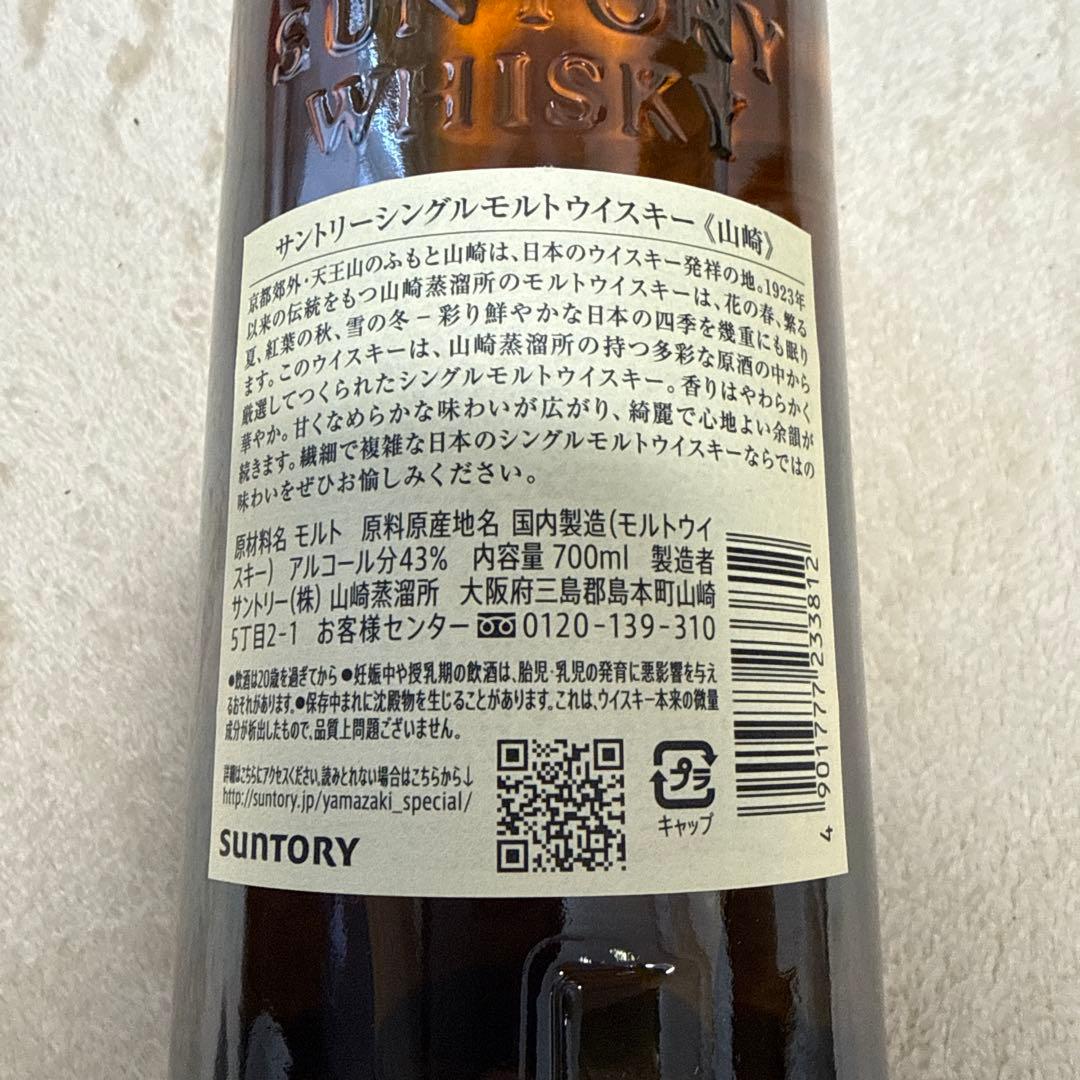 SUNTORY
WHISKY
サントリーシングルモルトウイスキー《山崎》
京都郊外・天王山のふもと山崎は、日本のウイスキー発祥の地。1923年
以来の伝統をもつ山崎蒸溜所のモルトウイスキーは、花の春、繁る
夏、紅葉の秋、雪の冬－彩り鮮やかな日本の四季を幾重にも眠り
ます。このウイスキーは、山崎蒸溜所の持つ多彩な原酒の中から
厳選してつくられたシングルモルトウイスキー。香りはやわらかく
華やか。甘くなめらかな味わいが広がり、綺麗で心地よい余韻が
続きます。繊細で複雑な日本のシングルモルトウイスキーならではの
味わいをぜひお愉しみください。
原材料名 モルト 原料原産地名 国内製造(モルトウイ
スキー) アルコール分43% 内容量 700ml 製造者
サントリー(株) 山崎蒸溜所 大阪府三島郡島本町山崎
5丁目2-1 お客様センター 0120-139-310
●飲酒は20歳を過ぎてから ●妊娠中や授乳期の飲酒は、胎児・乳児の発育に悪影響を与え
るおそれがあります。●保存中まれに沈殿物を生じることがあります。これは、ウイスキー本来の微量
成分が析出したもので、品質上問題ございません。
詳細はこちらにアクセスください。読みとれない場合はこちらから↓
http://suntory.jp/yamazaki_special/
SUNTORY
プラ
キャップ
4 901777 233812